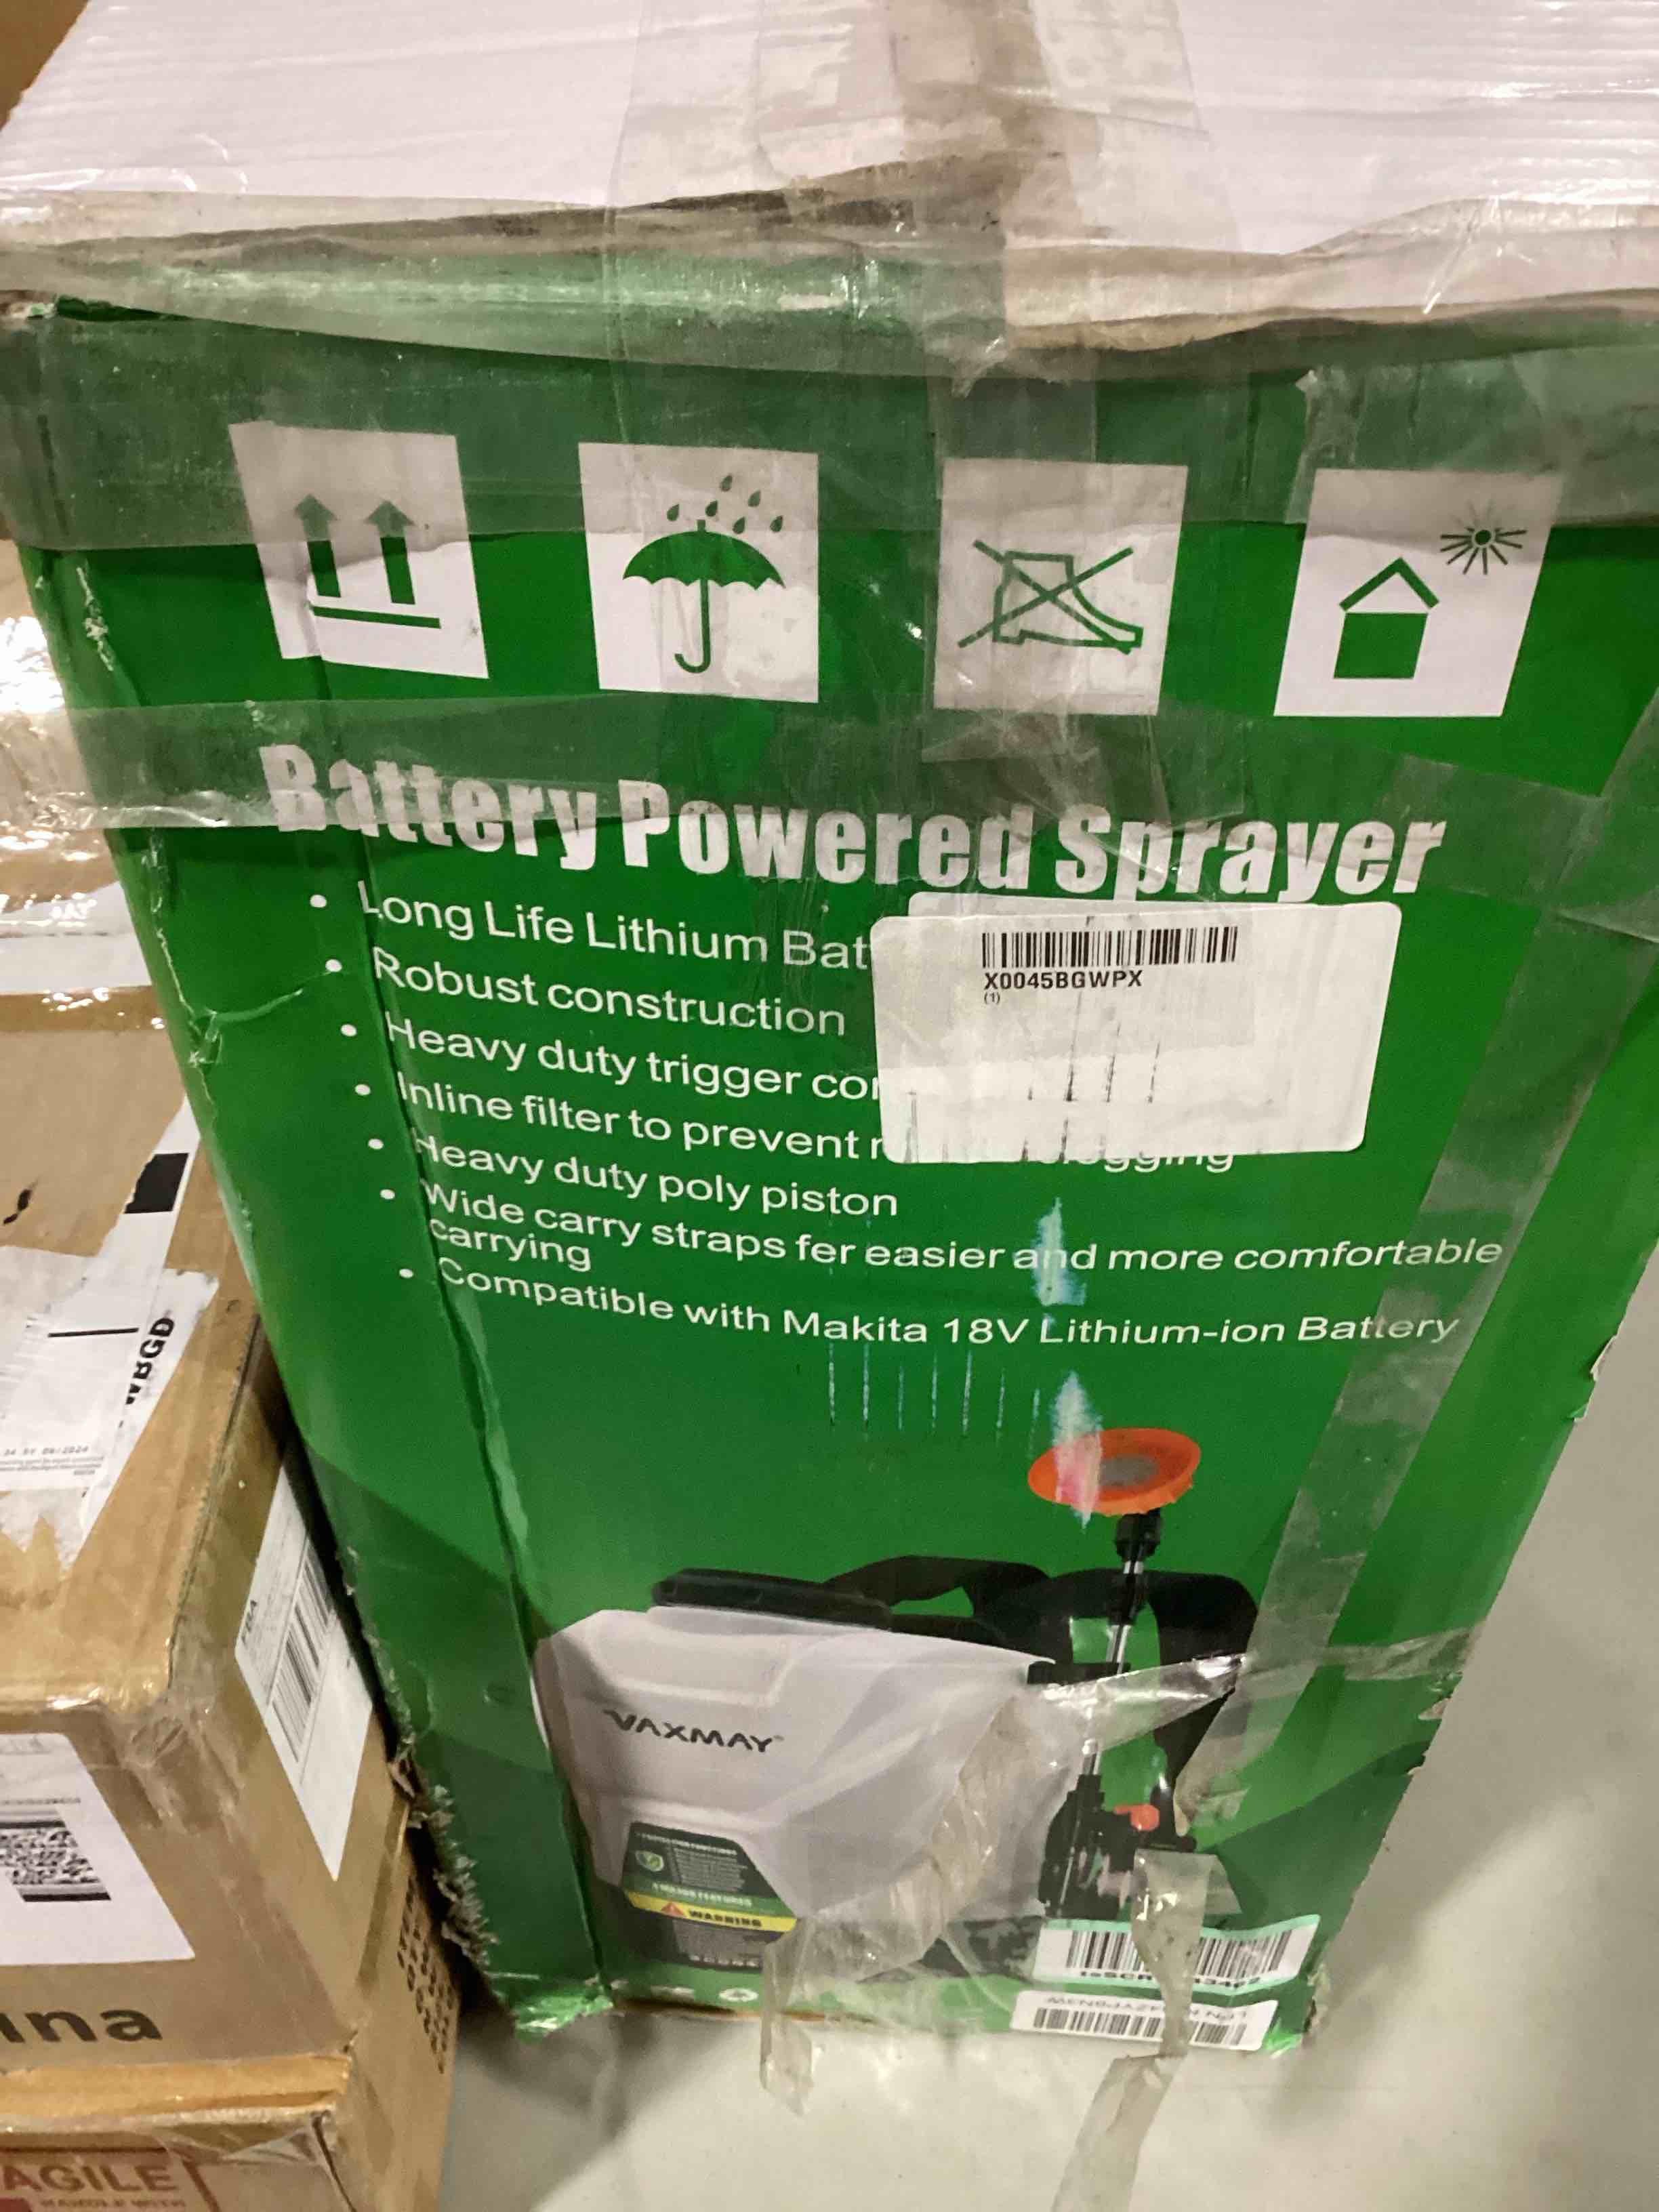 Battery Powered Sprayer
• Long Life Lithium Bat
X0045BGWPX
(1)
• Robust construction
• Heavy duty trigger
• Inline filter to prevent
• Heavy duty poly piston
• Wide carry straps fer easier and more comfortable
carrying
• Compatible with Makita 18V Lithium-ion Battery
VAXMAY
WARNING
ina
AGILE